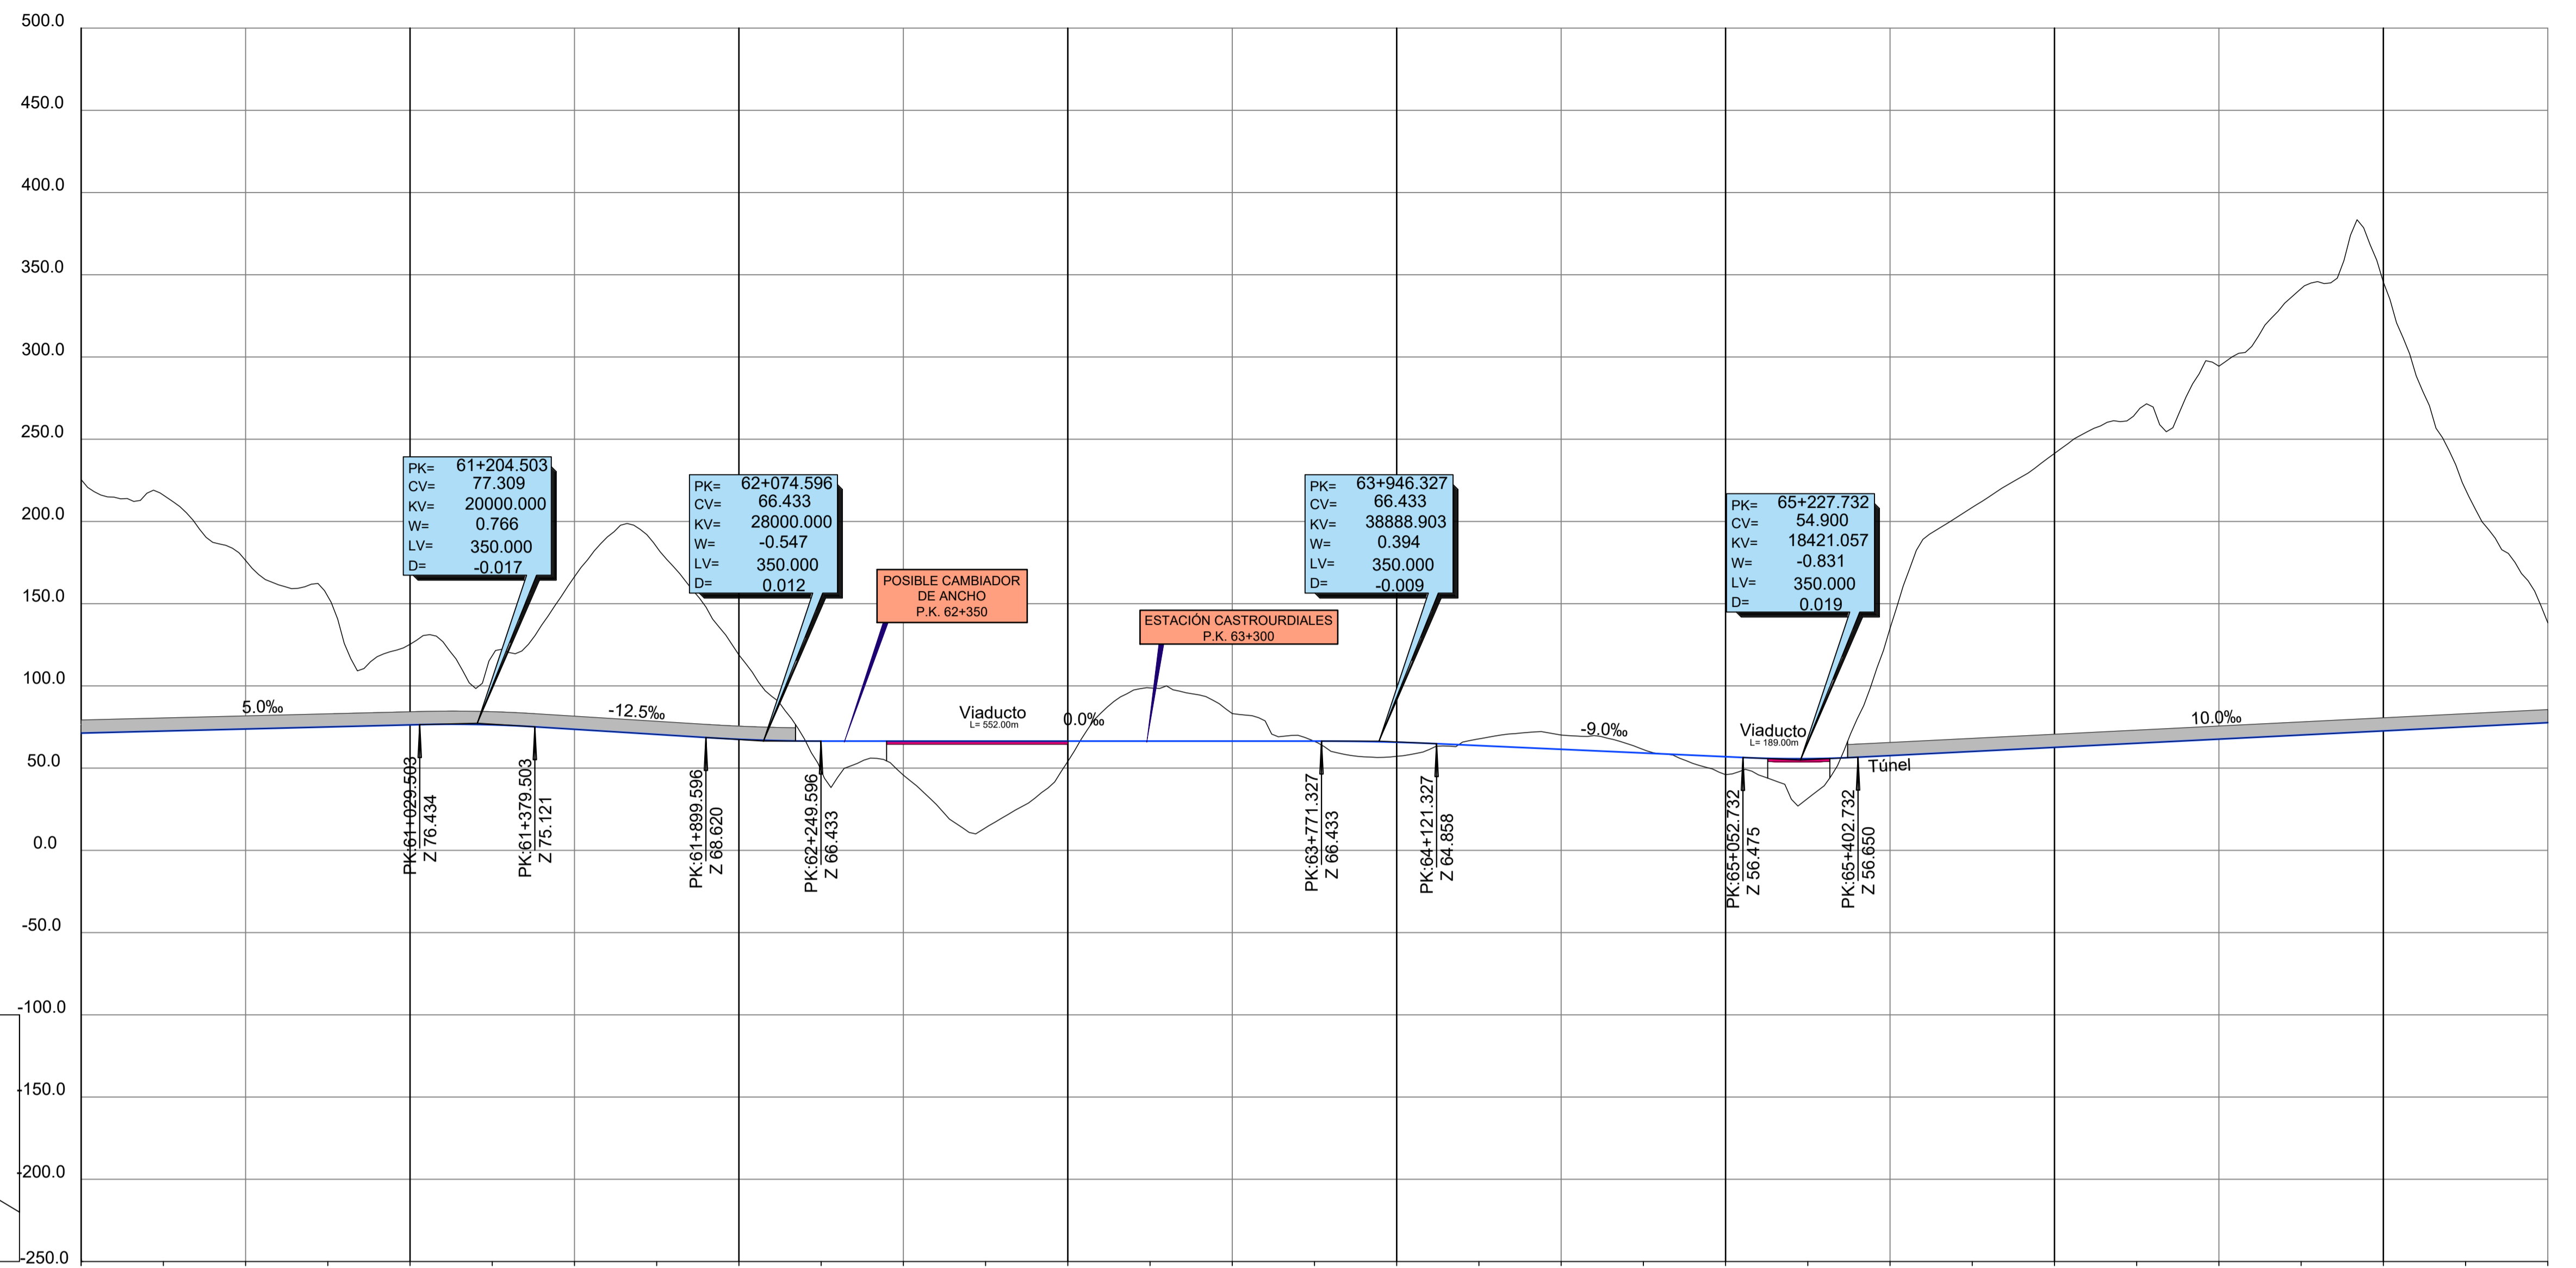 500.0
450.0
400.0
350.0
300.0
250.0
200.0
150.0
100.0
50.0
0.0
-50.0
-100.0
-150.0
-200.0
-250.0
PK= 61+204.503
CV= 77.309
KV= 20000.000
W= 0.766
LV= 350.000
D= -0.017
PK= 62+074.596
CV= 66.433
KV= 28000.000
W= -0.547
LV= 350.000
D= 0.012
POSIBLE CAMBIADOR
DE ANCHO
P.K. 62+350
ESTACIÓN CASTROURDIALES
P.K. 63+300
PK= 63+946.327
CV= 66.433
KV= 38888.903
W= 0.394
LV= 350.000
D= -0.009
PK= 65+227.732
CV= 54.900
KV= 18421.057
W= -0.831
LV= 350.000
D= 0.019
5.0‰
-12.5‰
Viaducto
L= 552.00m
0.0‰
-9.0‰
Viaducto
L= 189.00m
10.0‰
Túnel
PK:61+029.503
Z 76.434
PK:61+379.503
Z 75.121
PK:61+899.596
Z 68.620
PK:62+249.596
Z 66.433
PK:63+771.327
Z 66.433
PK:64+121.327
Z 64.858
PK:65+052.732
Z 56.475
PK:65+402.732
Z 56.650